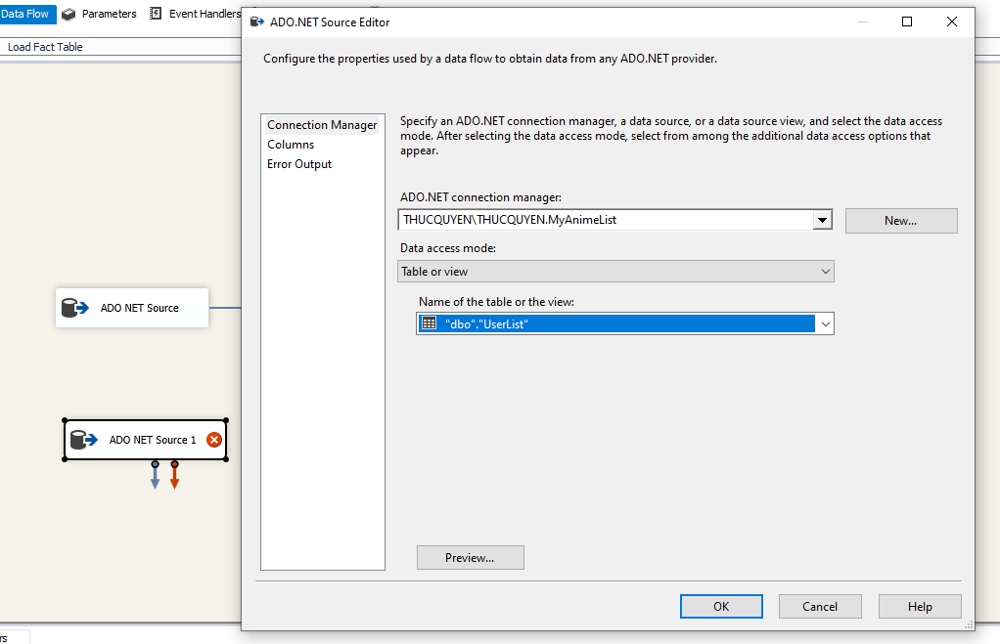 Data Flow
Parameters
Event Handlers
Load Fact Table
ADO.NET Source Editor
Configure the properties used by a data flow to obtain data from any ADO.NET provider.
Connection Manager
Columns
Error Output
Specify an ADO.NET connection manager, a data source, or a data source view, and select the data access
mode. After selecting the data access mode, select from among the additional data access options that
appear.
ADO.NET connection manager:
THUCQUYEN\THUCQUYEN.MyAnimeList
New...
Data access mode:
Table or view
Name of the table or the view:
"dbo"."UserList"
ADO NET Source
ADO NET Source 1
Preview...
OK
Cancel
Help